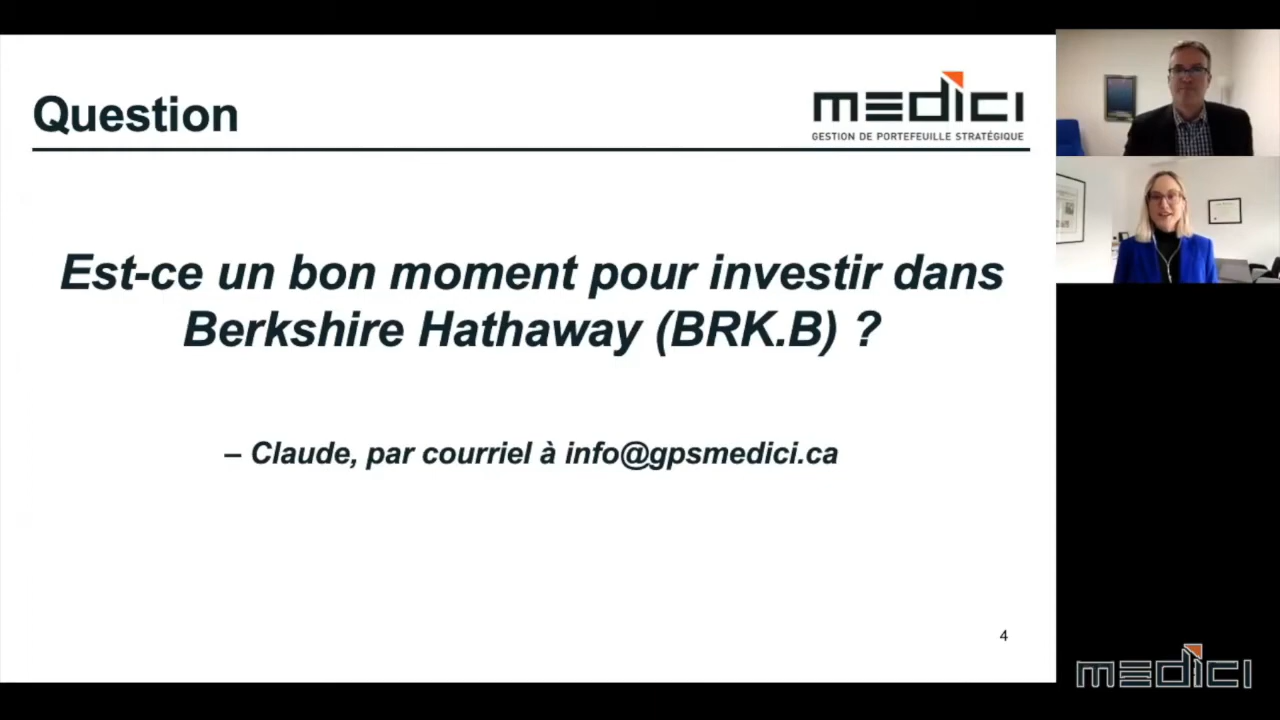 Question
MEDICI
GESTION DE PORTEFEUILLE STRATÉGIQUE
Est-ce un bon moment pour investir dans
Berkshire Hathaway (BRK.B) ?
– Claude, par courriel à info@gpsmedici.ca
4
MEDICI